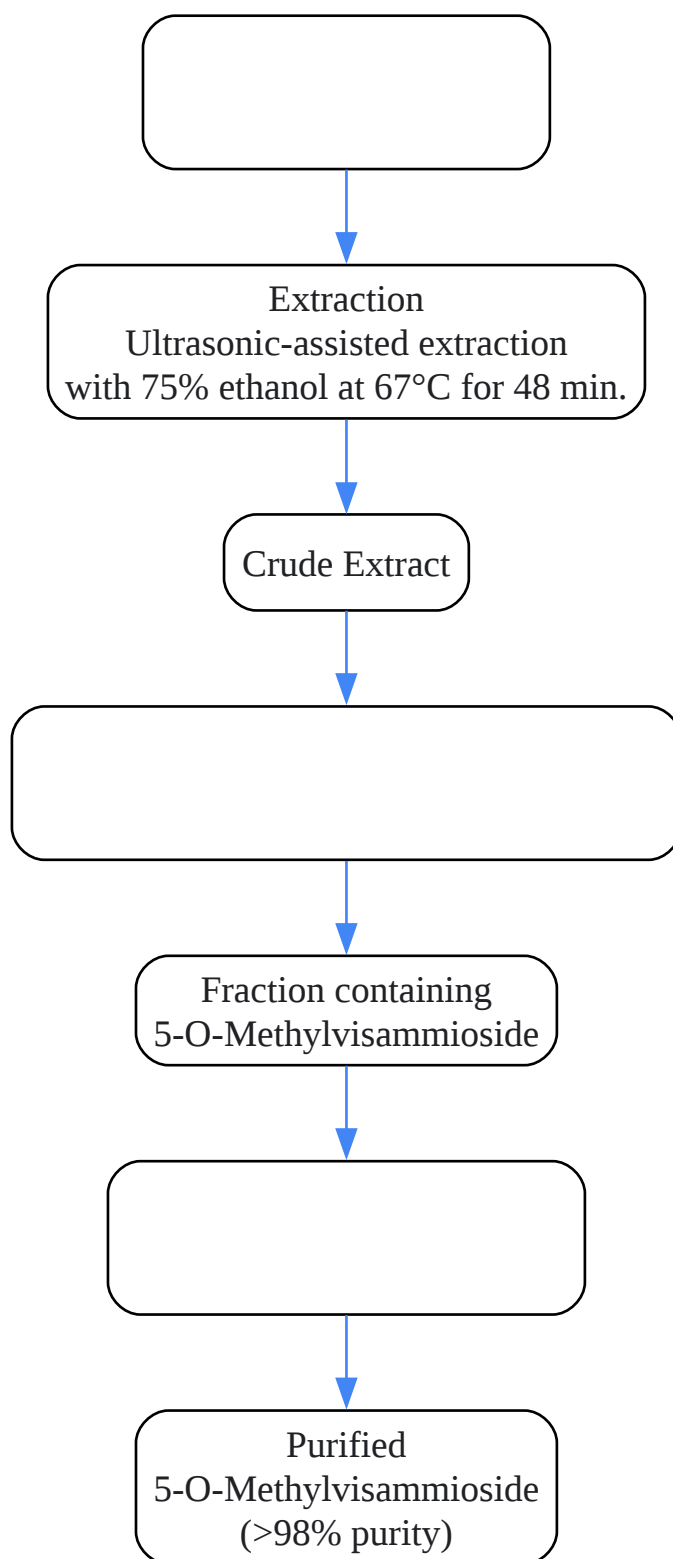 Extraction
Ultrasonic-assisted extraction
with 75% ethanol at 67°C for 48 min.
Crude Extract
Fraction containing
5-O-Methylvisammioside
Purified
5-O-Methylvisammioside
(>98% purity)